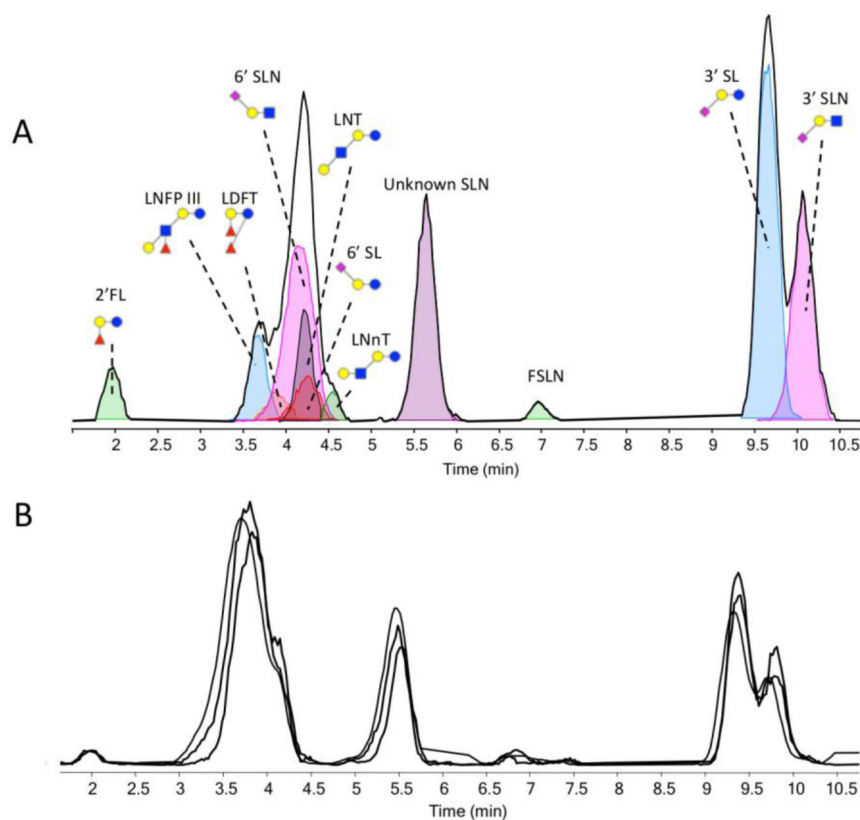 A
6' SLN
LNT
3' SL
3' SLN
Unknown SLN
LNFP III
LDFT
6' SL
2'FL
LNnT
FSLN
2 2.5 3 3.5 4 4.5 5 5.5 6 6.5 7 7.5 8 8.5 9 9.5 10 10.5
Time (min)
B
2 2.5 3 3.5 4 4.5 5 5.5 6 6.5 7 7.5 8 8.5 9 9.5 10 10.5
Time (min)